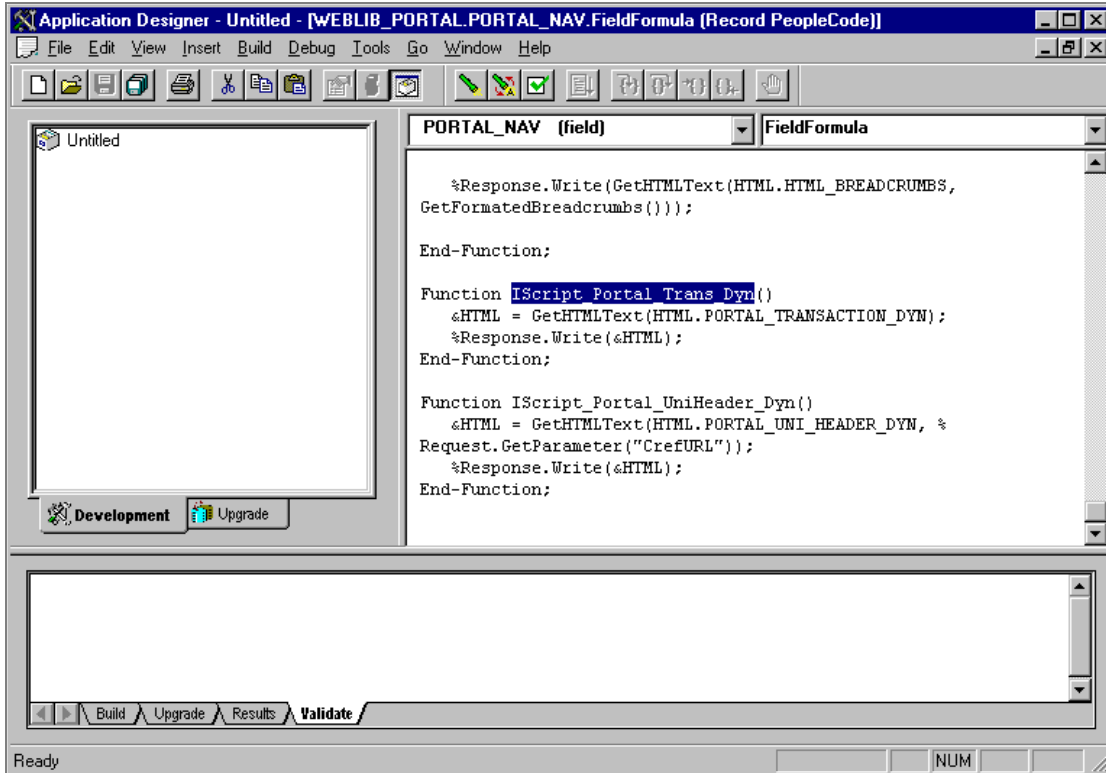 Application Designer - Untitled - [WEBLIB_PORTAL.PORTAL_NAV.FieldFormula (Record PeopleCode)]
File Edit View Insert Build Debug Tools Go Window Help
Untitled
PORTAL_NAV (field) FieldFormula
%Response.Write(GetHTMLText(HTML.HTML_BREADCRUMBS,
GetFormatedBreadcrumbs()));
End-Function;
Function IScript_Portal_Trans_Dyn()
&HTML = GetHTMLText(HTML.PORTAL_TRANSACTION_DYN);
%Response.Write(&HTML);
End-Function;
Function IScript_Portal_UniHeader_Dyn()
&HTML = GetHTMLText(HTML.PORTAL_UNI_HEADER_DYN, %
Request.GetParameter("CrefURL"));
%Response.Write(&HTML);
End-Function;
Development Upgrade
Build Upgrade Results Validate
Ready NUM